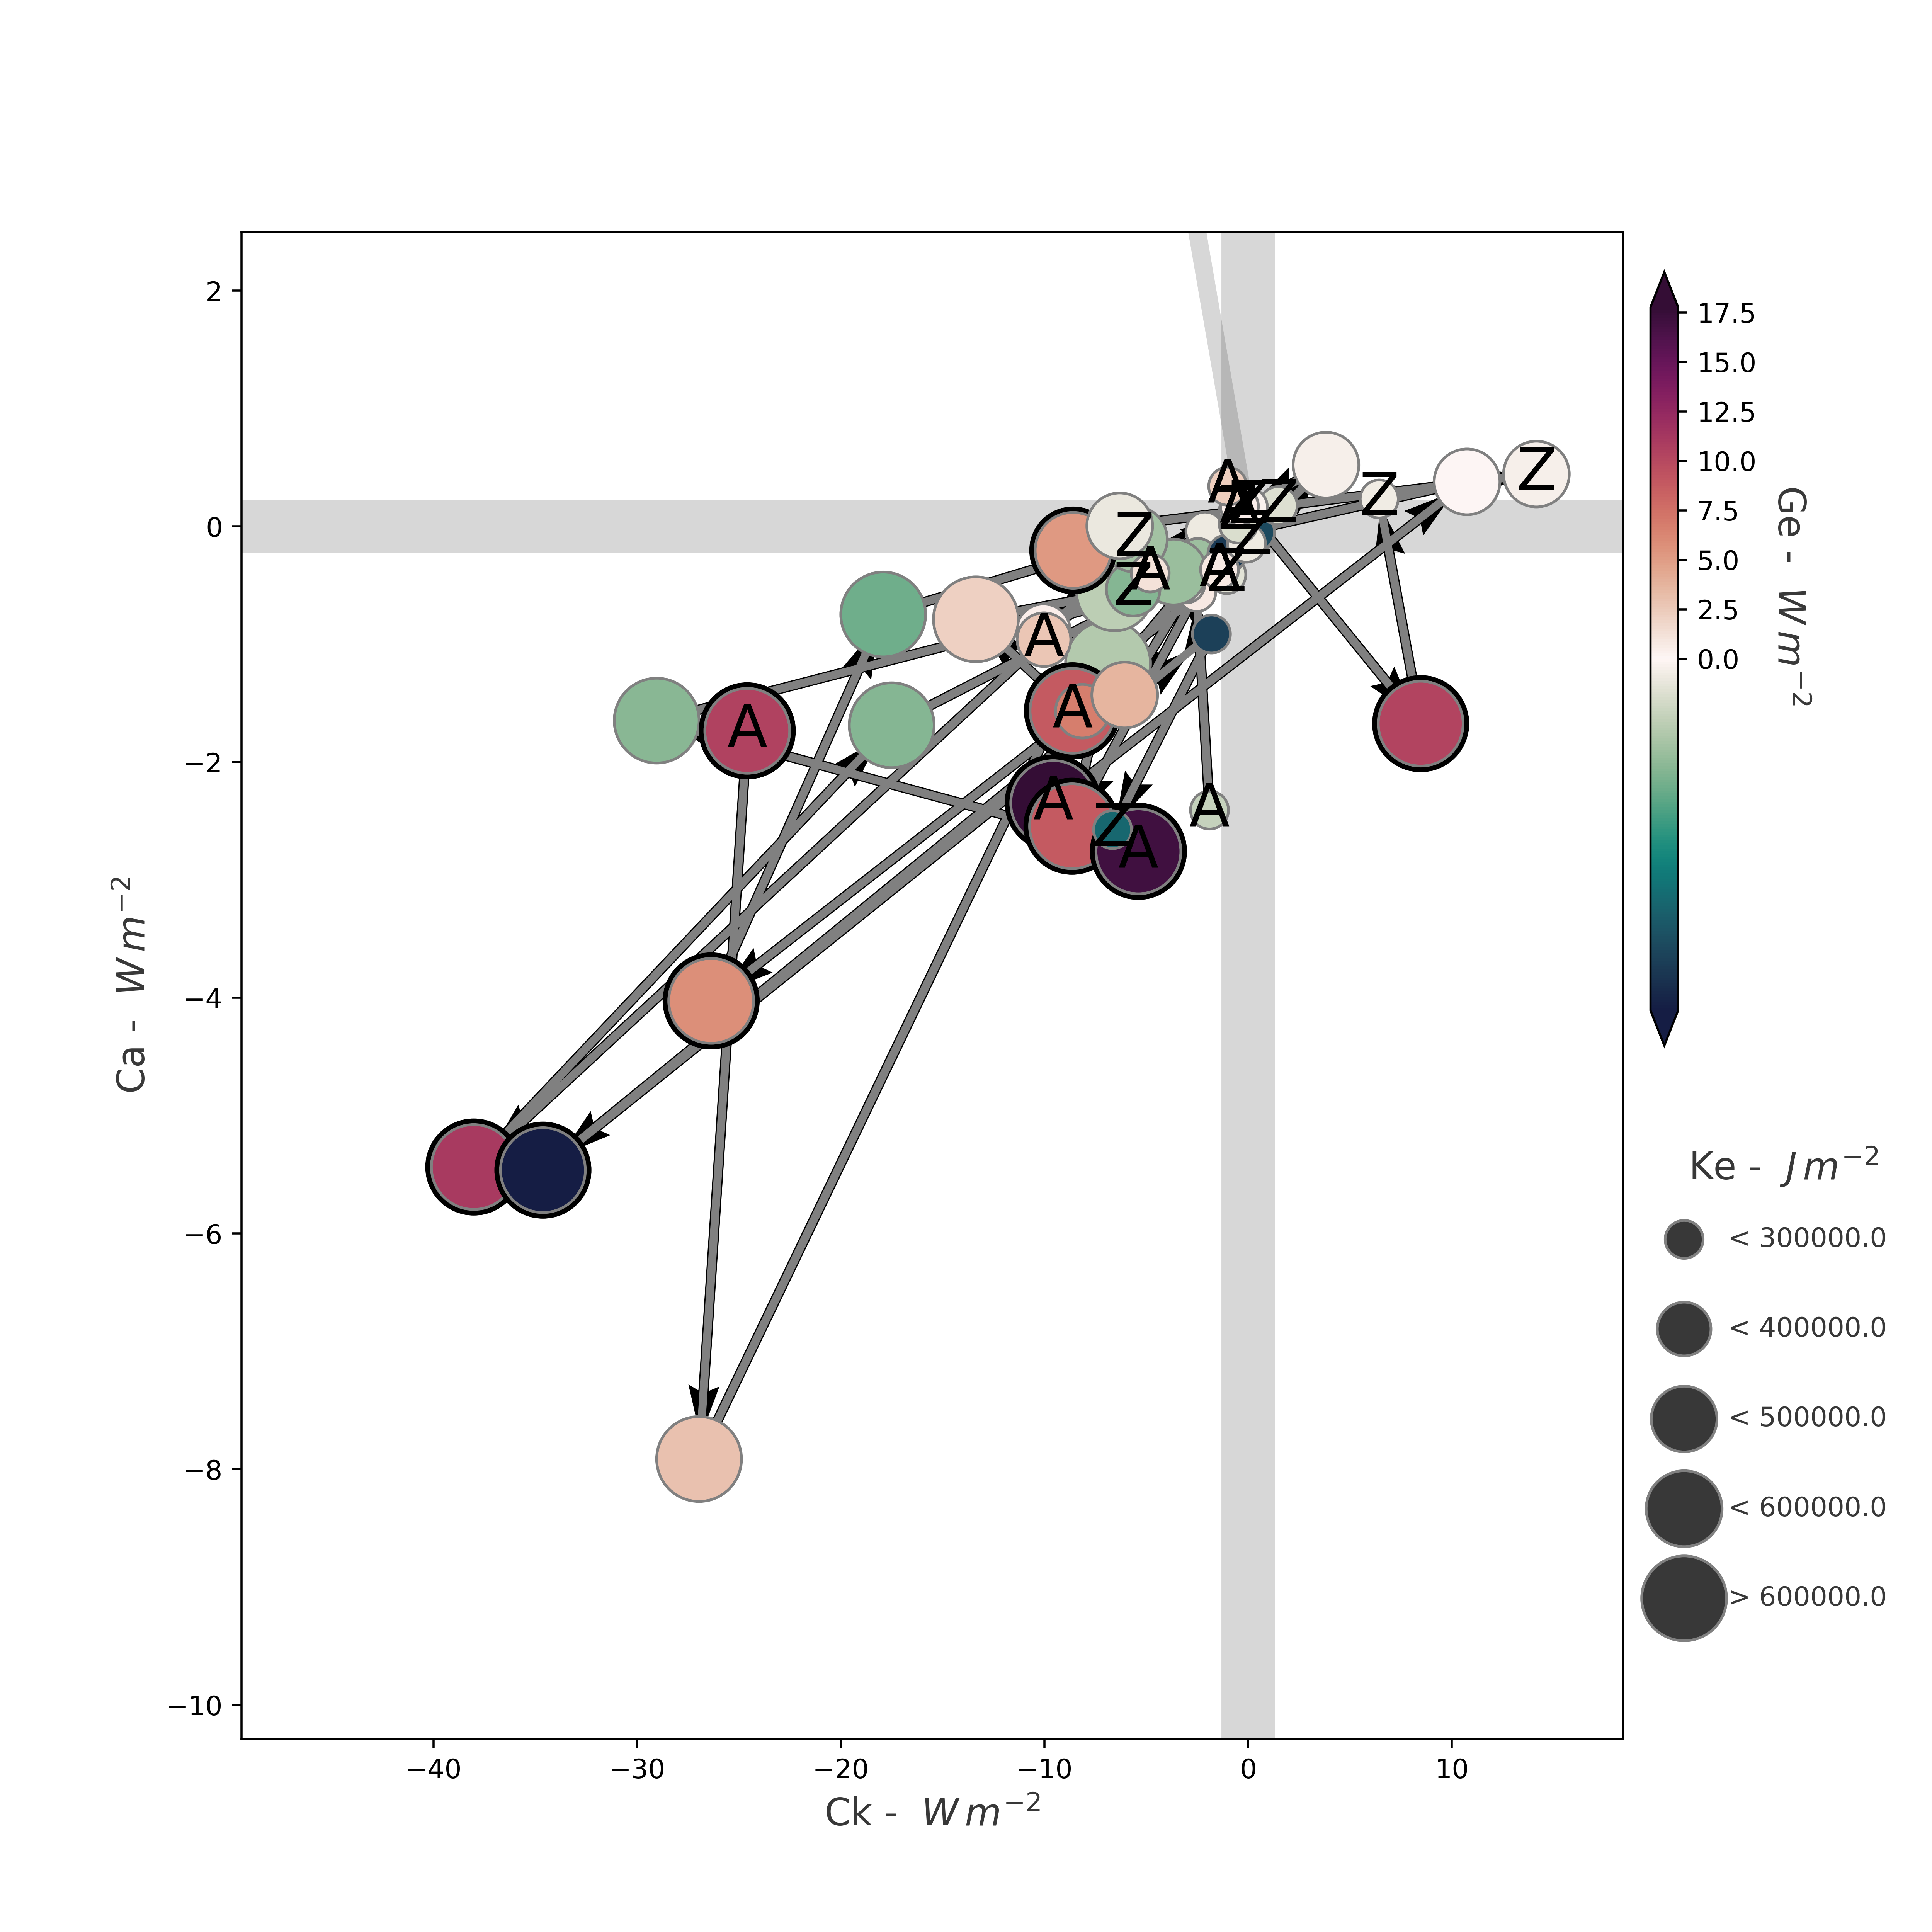 2
0
−2
−4
−6
−8
−10
Ca - W m⁻²
−40
−30
−20
−10
0
10
Ck - W m⁻²
17.5
15.0
12.5
10.0
7.5
5.0
2.5
0.0
Ge - W m⁻²
Ke - J m⁻²
< 300000.0
< 400000.0
< 500000.0
< 600000.0
> 600000.0
A
Z
Z
Z
Z
Z
A
A
Z
A
A
A
A
A
Z
A
A